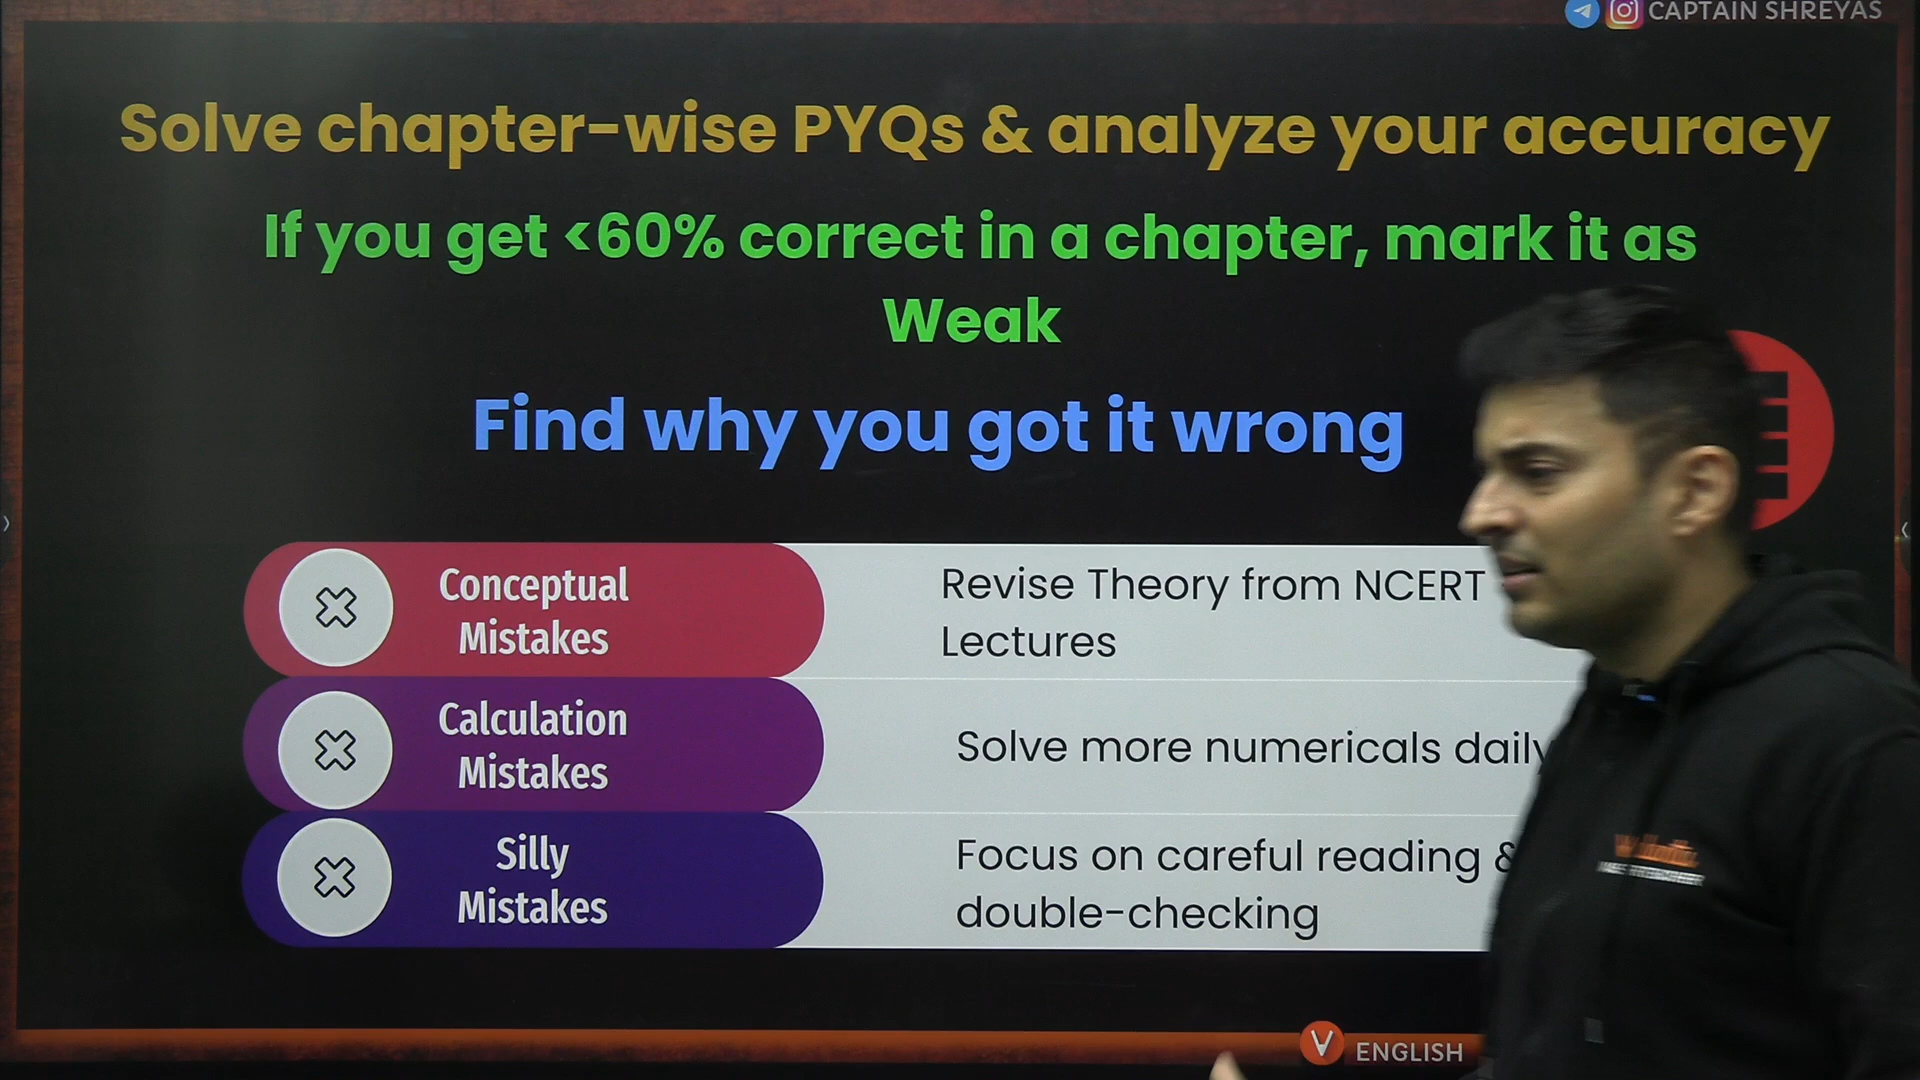 CAPTAIN SHREYAS
Solve chapter-wise PYQs & analyze your accuracy
If you get <60% correct in a chapter, mark it as
Weak
Find why you got it wrong
Conceptual
Mistakes
Revise Theory from NCERT
Lectures
Calculation
Mistakes
Solve more numericals daily
Silly
Mistakes
Focus on careful reading &
double-checking
V ENGLISH